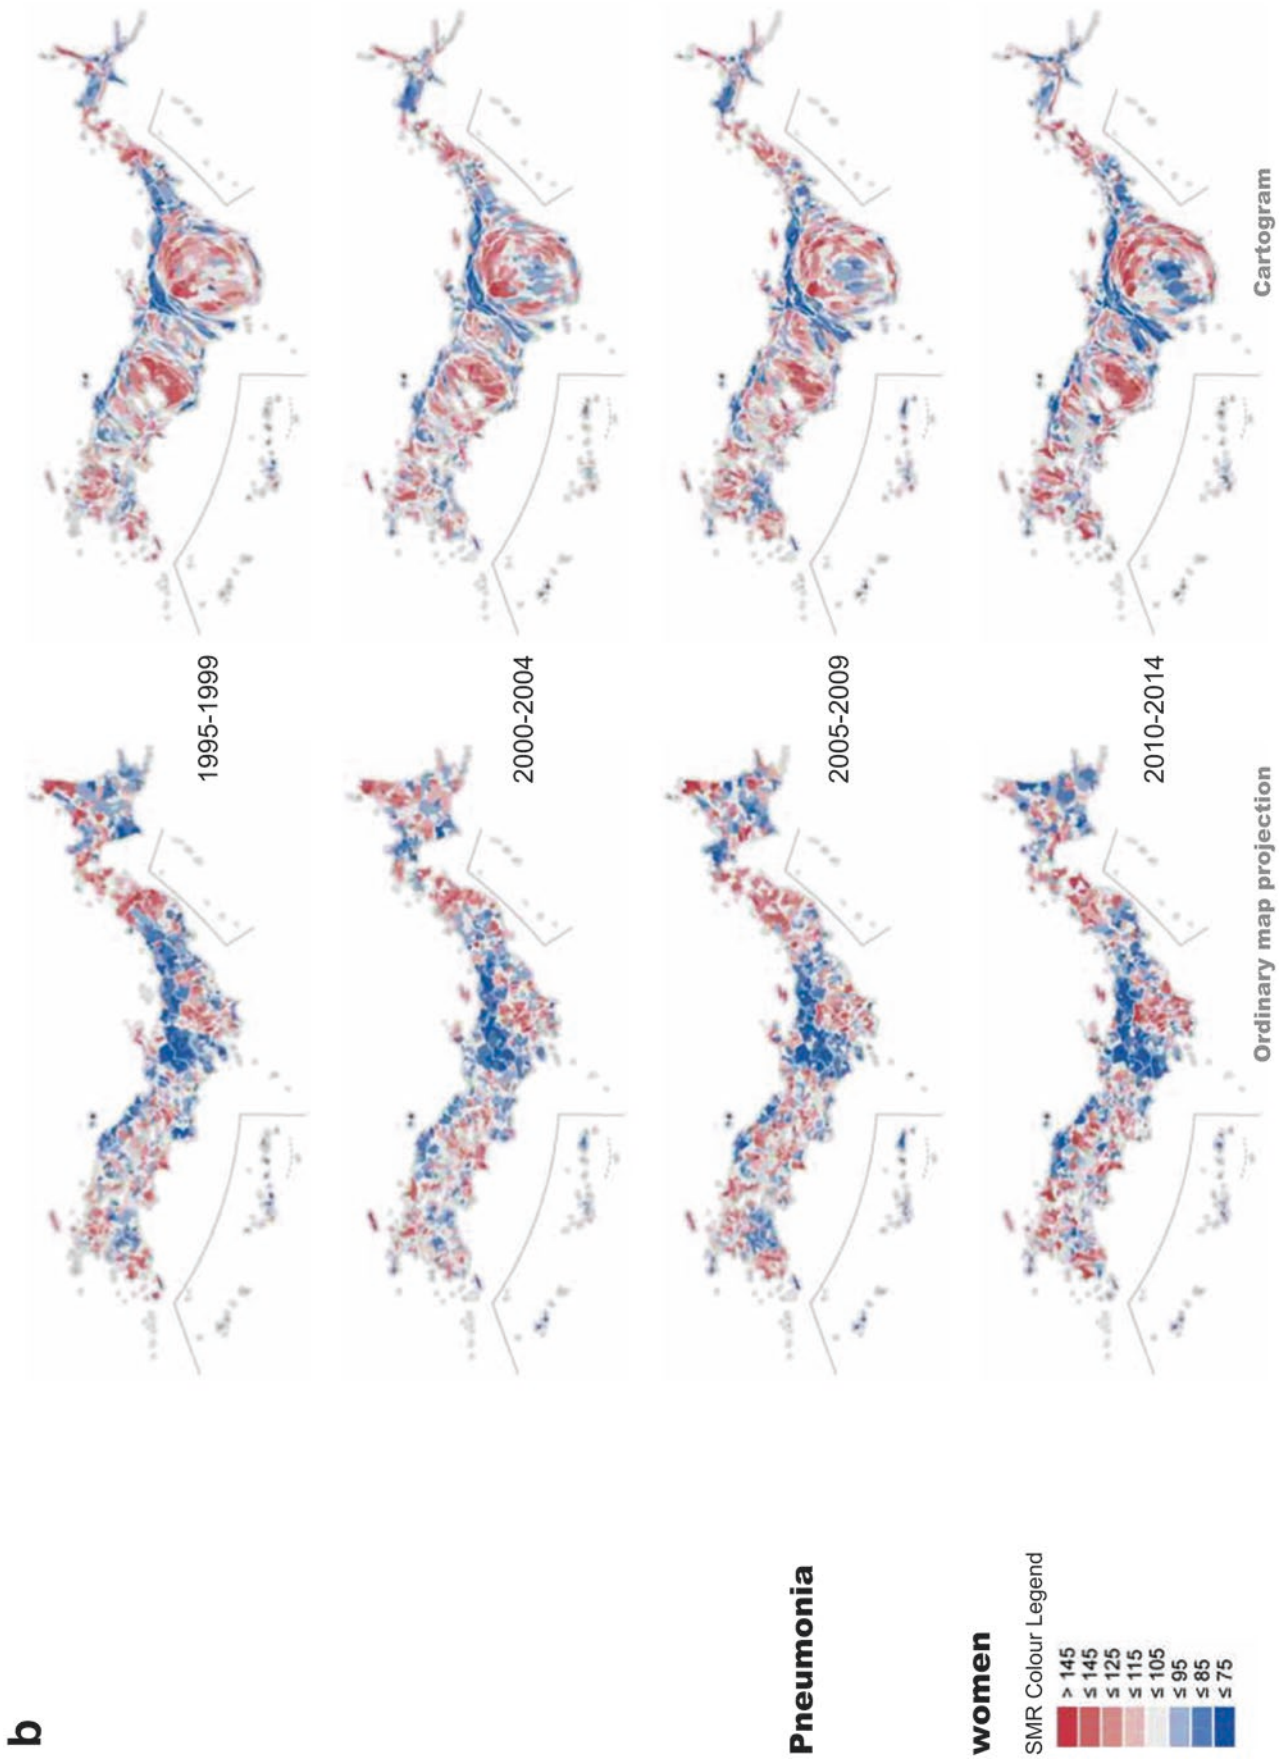 b
Pneumonia
women
SMR Colour Legend
> 145
≤ 145
≤ 125
≤ 115
≤ 105
≤ 95
≤ 85
≤ 75
1995-1999
2000-2004
2005-2009
2010-2014
Ordinary map projection
Cartogram